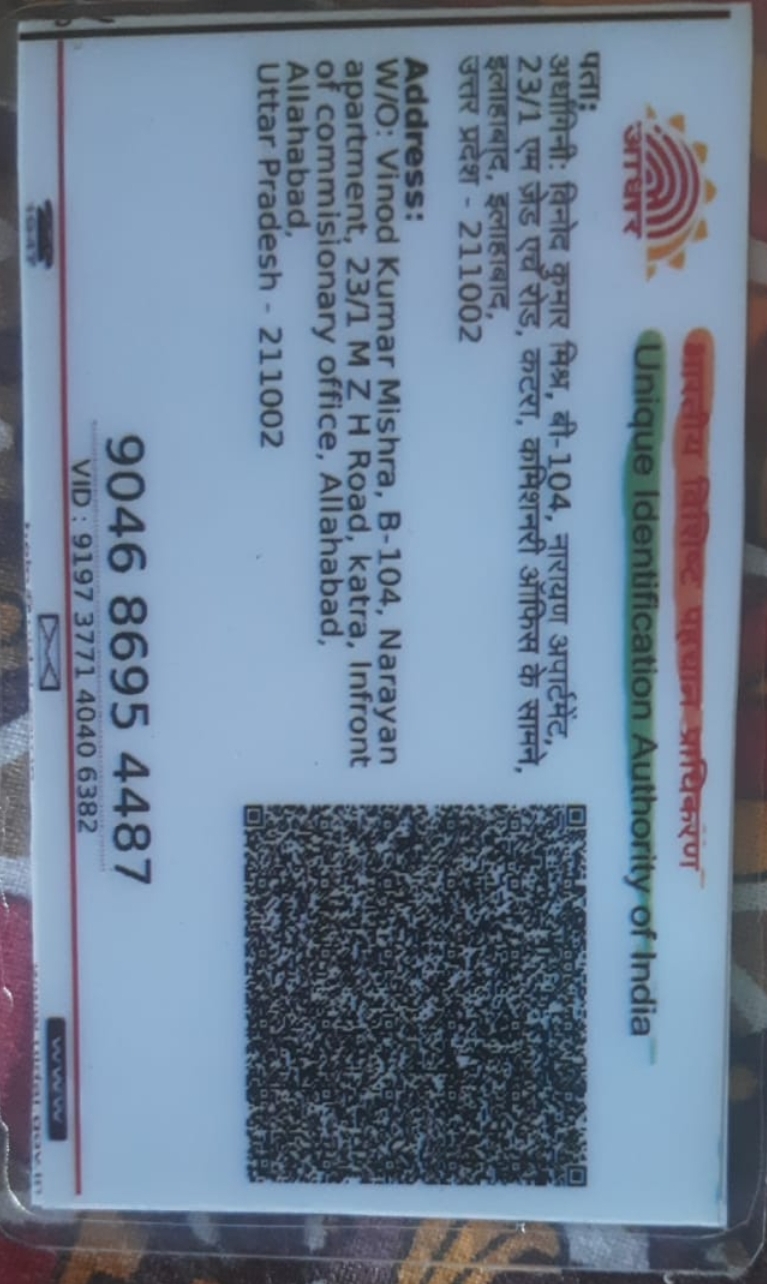 आधार
भारतीय विशिष्ट पहचान प्राधिकरण
Unique Identification Authority of India
पता:
अर्धांगिनी: विनोद कुमार मिश्र, बी-104, नारायण अपार्टमेंट,
23/1 एम ज़ेड एच रोड, कटरा, कमिशनरी ऑफिस के सामने,
इलाहाबाद, इलाहाबाद,
उत्तर प्रदेश - 211002
Address:
W/O: Vinod Kumar Mishra, B-104, Narayan
apartment, 23/1 M Z H Road, katra, Infront
of commisionary office, Allahabad,
Allahabad,
Uttar Pradesh - 211002
9046 8695 4487
VID : 9197 3771 4040 6382
1947
www